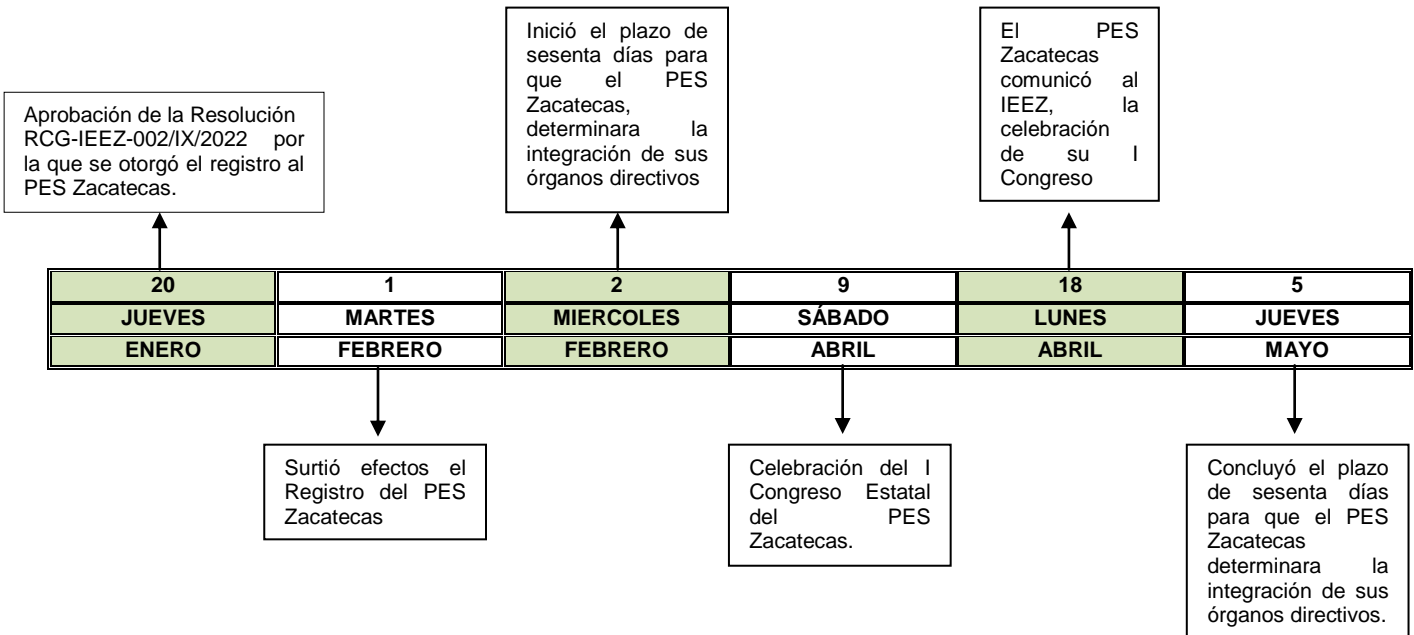 Inició el plazo de
sesenta días para
que el PES
Zacatecas,
determinara la
integración de sus
órganos directivos
El PES
Zacatecas
comunicó al
IEEZ, la
celebración
de su I
Congreso
Aprobación de la Resolución
RCG-IEEZ-002/IX/2022 por
la que se otorgó el registro al
PES Zacatecas.
20 1 2 9 18 5
JUEVES MARTES MIERCOLES SÁBADO LUNES JUEVES
ENERO FEBRERO FEBRERO ABRIL ABRIL MAYO
Surtió efectos el
Registro del PES
Zacatecas
Celebración del I
Congreso Estatal
del PES
Zacatecas.
Concluyó el plazo
de sesenta días
para que el PES
Zacatecas
determinara la
integración de sus
órganos directivos.